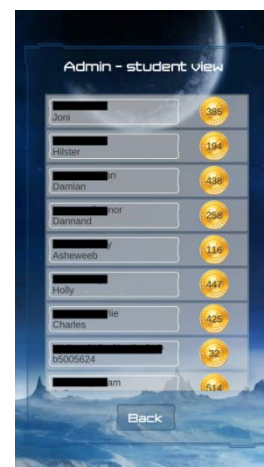 Admin - student view
Joni
385
Hilster
194
an
Damian
438
nor
Dannand
258
y
Asheweeb
116
Holly
447
lie
Charles
425
b5005624
32
am
514
Back